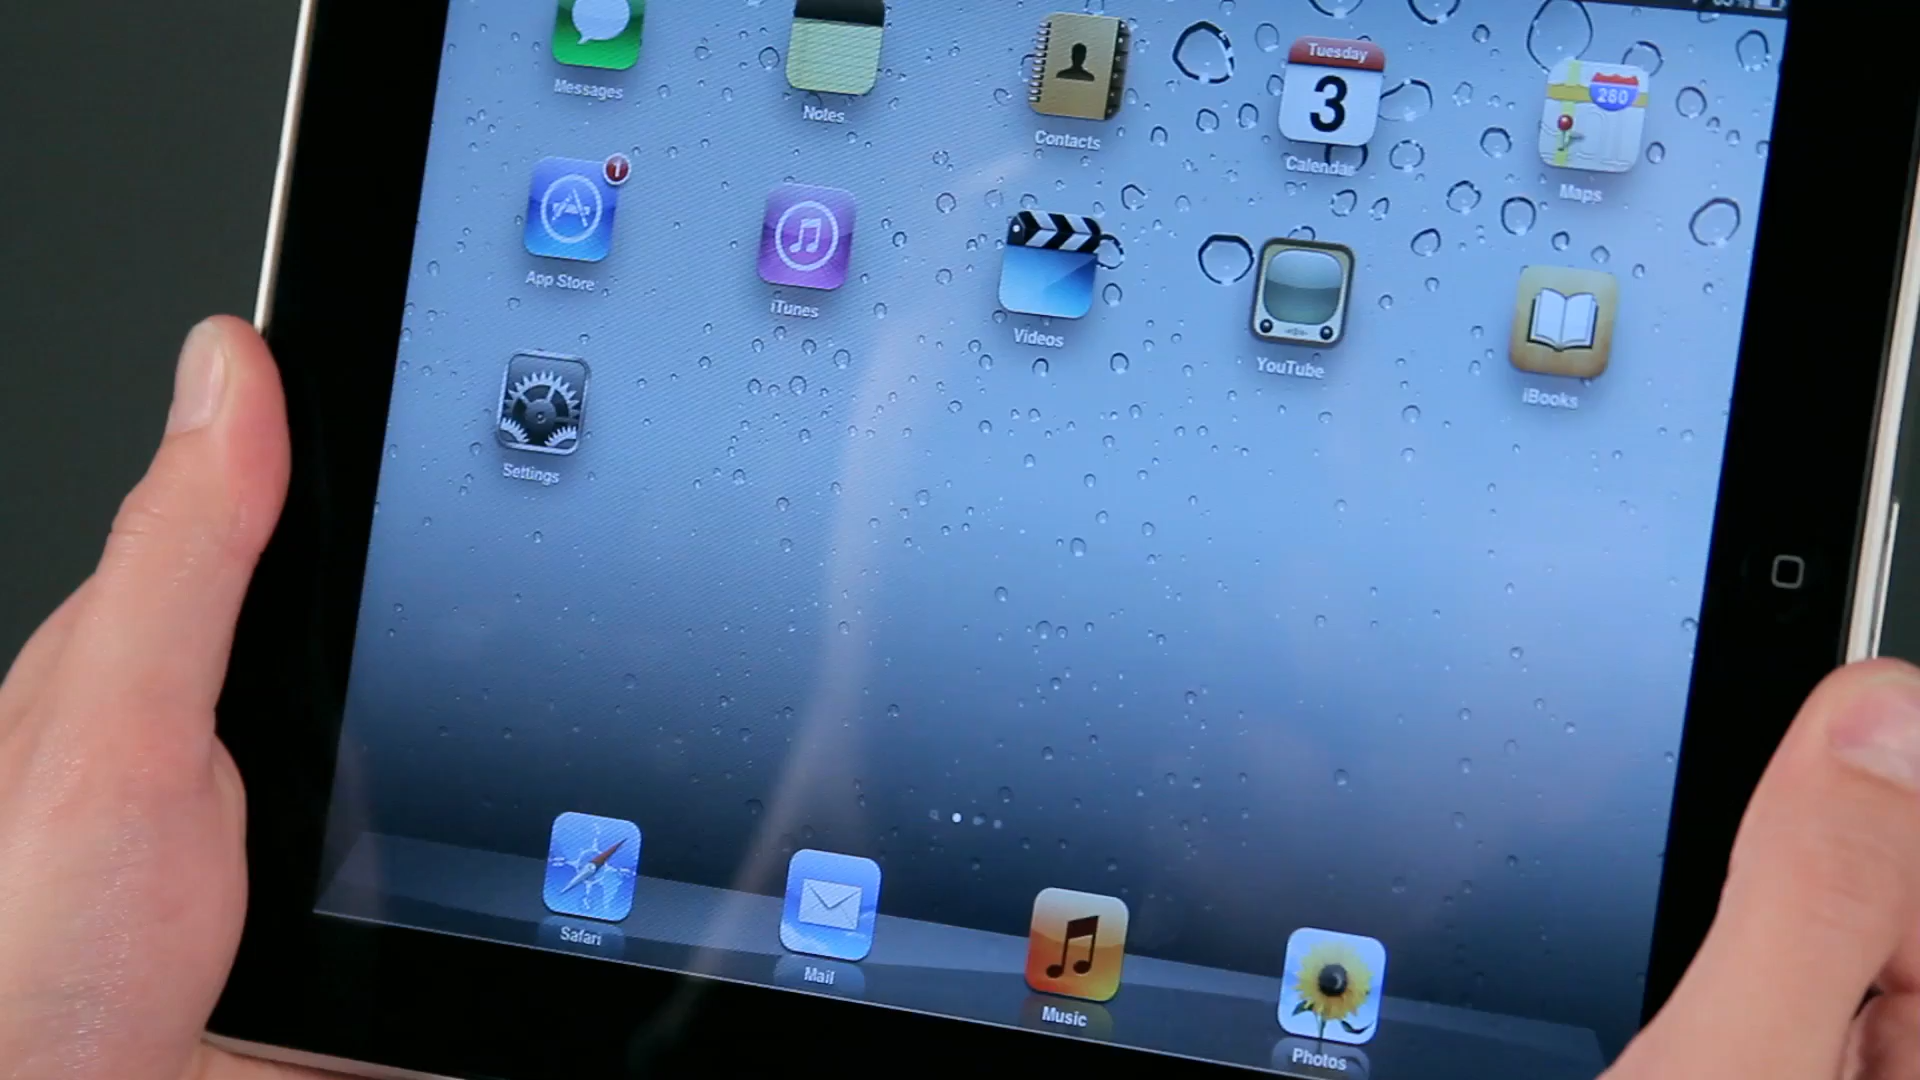 Tuesday
3
280
Messages
Notes
Contacts
Calendar
Maps
1
App Store
iTunes
Videos
YouTube
iBooks
Settings
Safari
Mail
Music
Photos